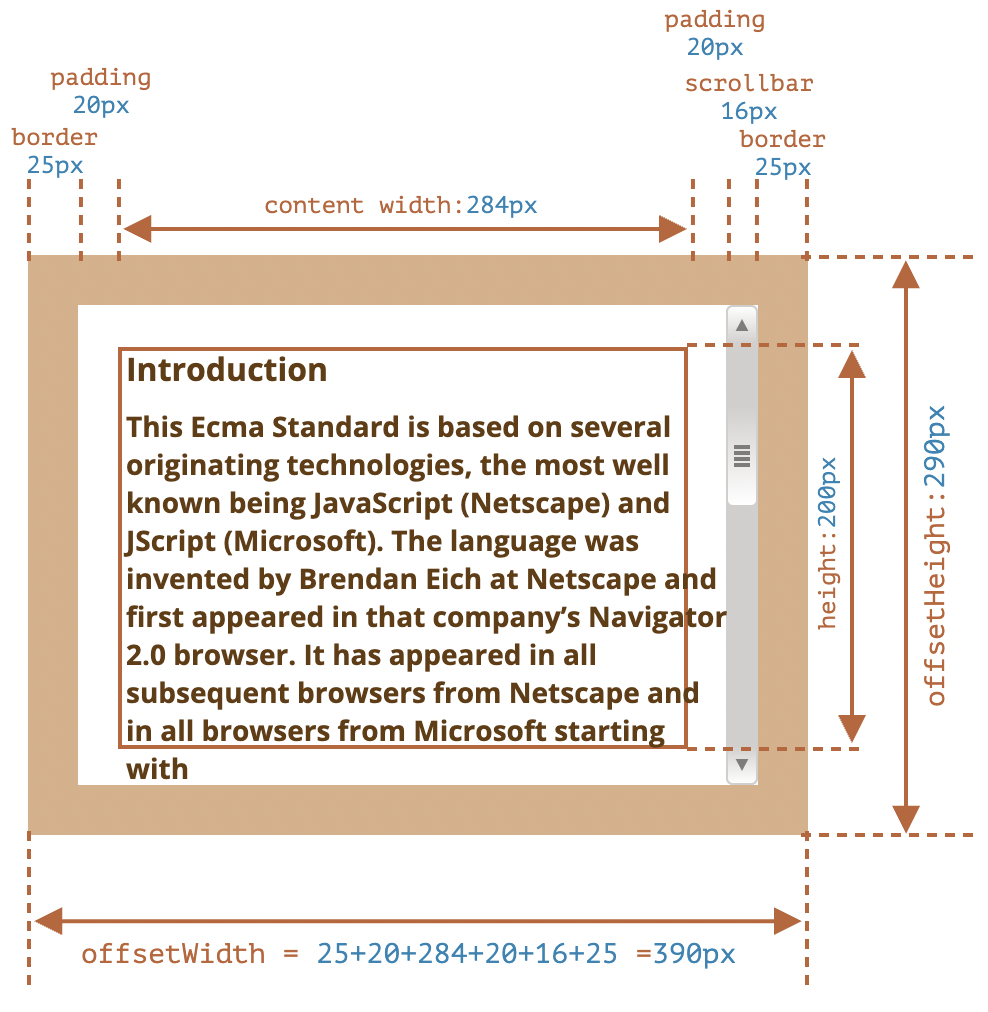 padding
20px
padding
20px
scrollbar
16px
border
25px
border
25px
content width:284px
Introduction
This Ecma Standard is based on several
originating technologies, the most well
known being JavaScript (Netscape) and
JScript (Microsoft). The language was
invented by Brendan Eich at Netscape and
first appeared in that company’s Navigator
2.0 browser. It has appeared in all
subsequent browsers from Netscape and
in all browsers from Microsoft starting
with
height:200px
offsetHeight:290px
offsetWidth = 25+20+284+20+16+25 =390px